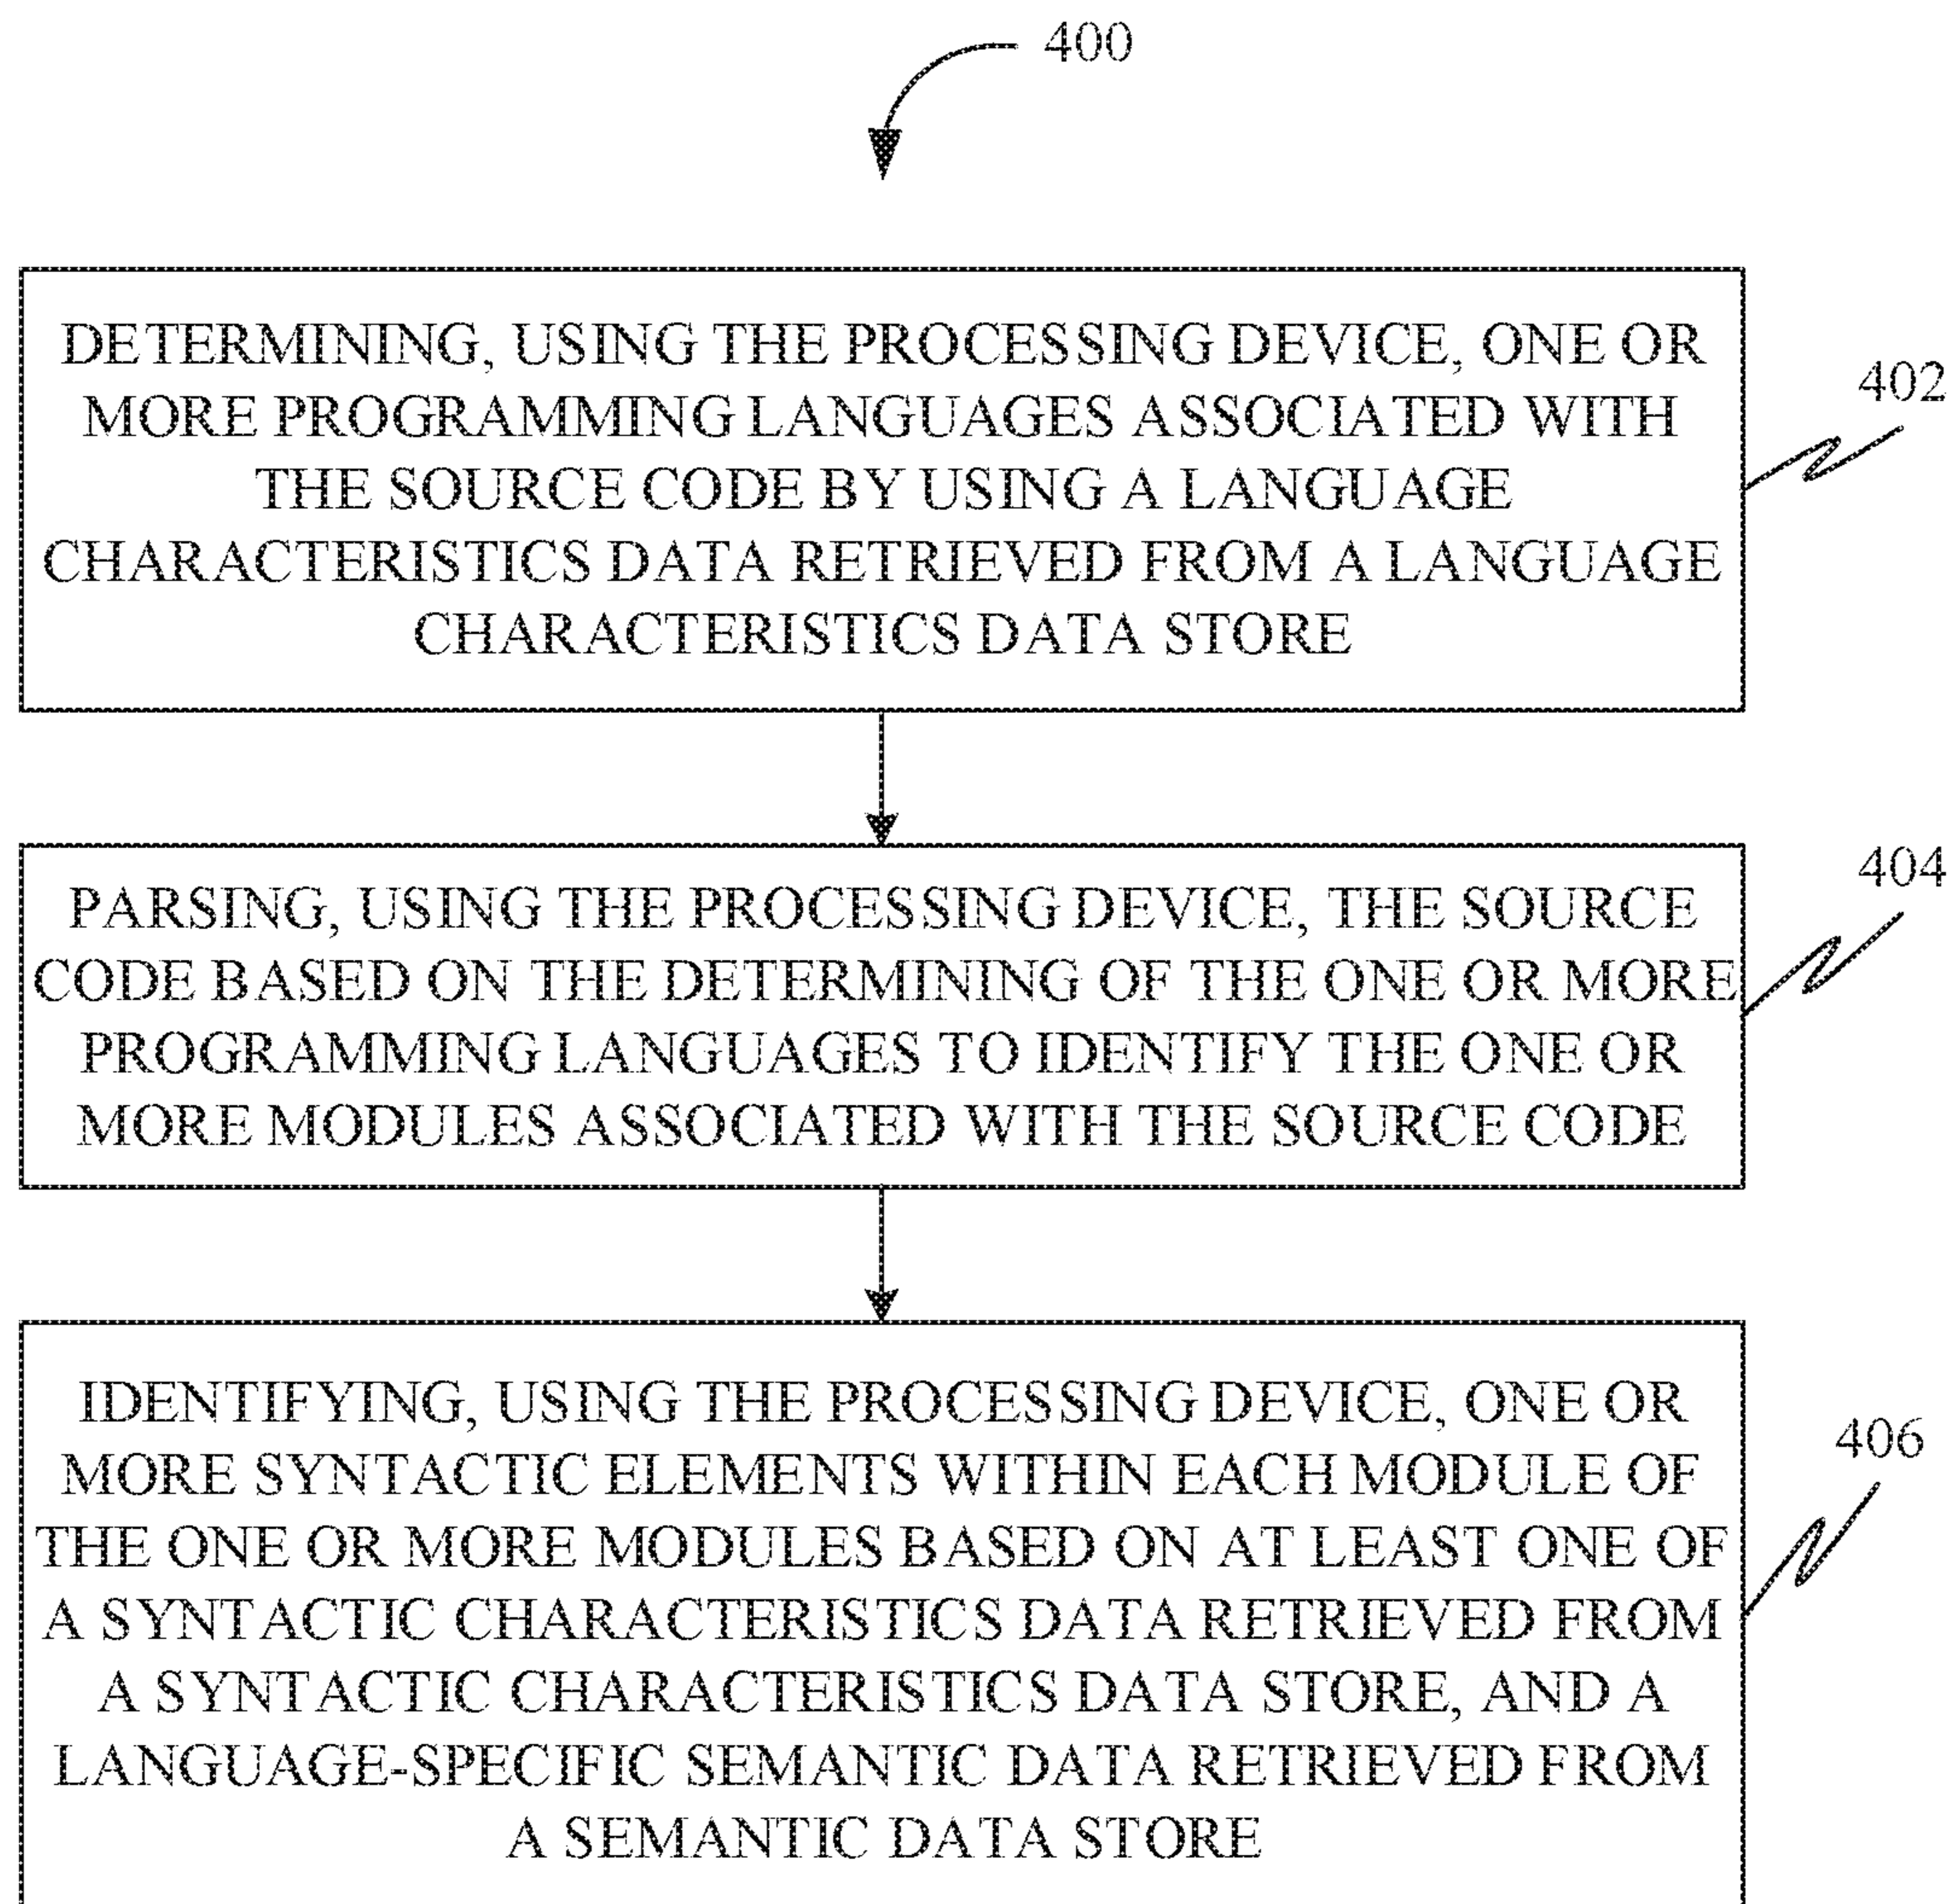 400
DETERMINING, USING THE PROCESSING DEVICE, ONE OR
MORE PROGRAMMING LANGUAGES ASSOCIATED WITH
THE SOURCE CODE BY USING A LANGUAGE
CHARACTERISTICS DATA RETRIEVED FROM A LANGUAGE
CHARACTERISTICS DATA STORE
402
PARSING, USING THE PROCESSING DEVICE, THE SOURCE
CODE BASED ON THE DETERMINING OF THE ONE OR MORE
PROGRAMMING LANGUAGES TO IDENTIFY THE ONE OR
MORE MODULES ASSOCIATED WITH THE SOURCE CODE
404
IDENTIFYING, USING THE PROCESSING DEVICE, ONE OR
MORE SYNTACTIC ELEMENTS WITHIN EACH MODULE OF
THE ONE OR MORE MODULES BASED ON AT LEAST ONE OF
A SYNTACTIC CHARACTERISTICS DATA RETRIEVED FROM
A SYNTACTIC CHARACTERISTICS DATA STORE, AND A
LANGUAGE-SPECIFIC SEMANTIC DATA RETRIEVED FROM
A SEMANTIC DATA STORE
406